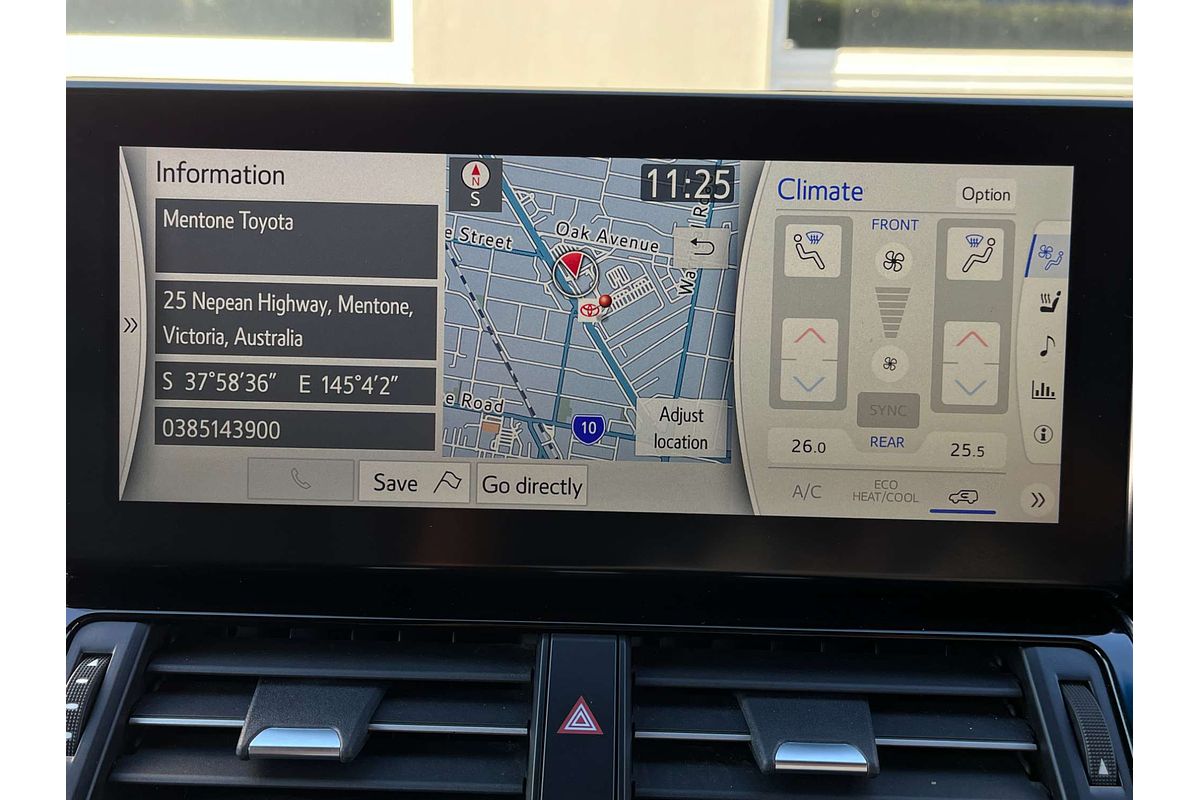 Information
Mentone Toyota
25 Nepean Highway, Mentone,
Victoria, Australia
S 37°58'36" E 145°4'2"
0385143900
Save
Go directly
N
S
11:25
e Street
Oak Avenue
e Road
10
Adjust
location
Climate
Option
FRONT
SYNC
26.0
REAR
25.5
A/C
ECO
HEAT/COOL